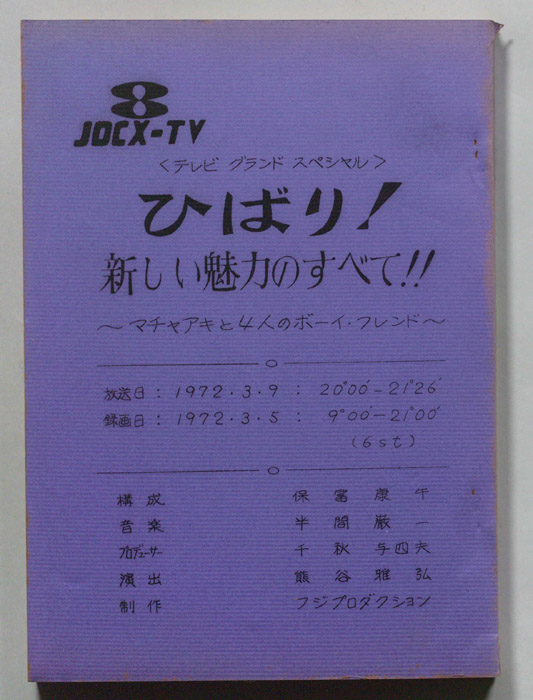 8
JOCX-TV
＜テレビ グランド スペシャル＞
ひばり！
新しい魅力のすべて!!
～マチャアキと4人のボーイ・フレンド～
放送日：1972・3・9：20°00′－21°26′
録画日：1972・3・5：9°00′－21°00′
(6st)
構成 保富康午
音楽 半間巌一
プロデューサー 千秋与四夫
演出 熊谷雅弘
制作 フジプロダクション